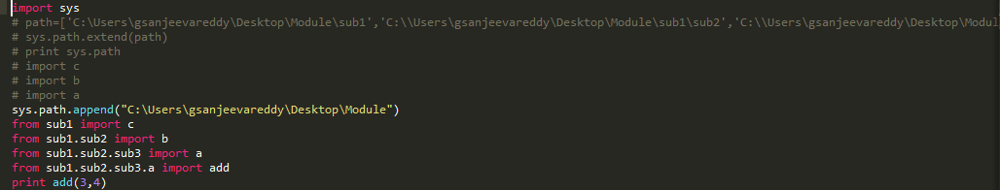 import sys
# path=['C:\Users\gsanjeevareddy\Desktop\Module\sub1','C:\\Users\gsanjeevareddy\Desktop\Module\sub1\sub2','C:\\Users\gsanjeevareddy\Desktop\Modul
# sys.path.extend(path)
# print sys.path
# import c
# import b
# import a
sys.path.append("C:\Users\gsanjeevareddy\Desktop\Module")
from sub1 import c
from sub1.sub2 import b
from sub1.sub2.sub3 import a
from sub1.sub2.sub3.a import add
print add(3,4)